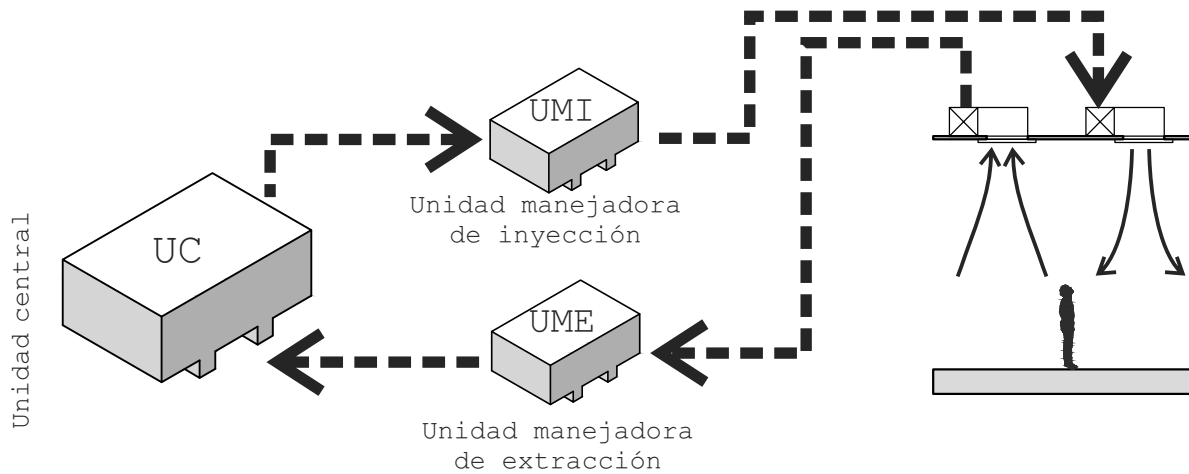 UMI
Unidad manejadora
de inyección
UC
Unidad central
UME
Unidad manejadora
de extracción